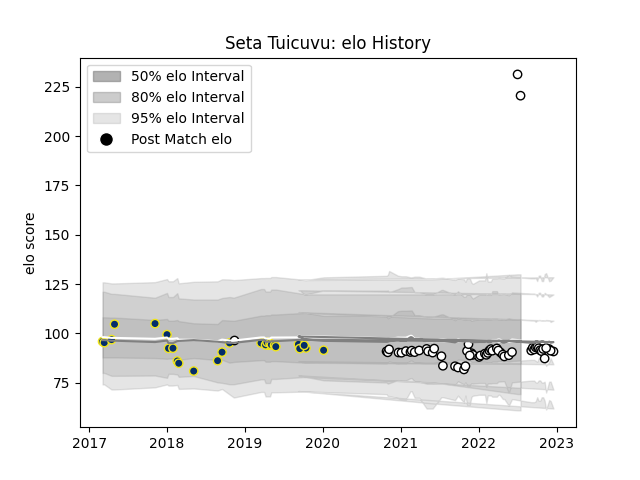 Seta Tuicuvu: elo History
50% elo Interval
80% elo Interval
95% elo Interval
Post Match elo
elo score
225
200
175
150
125
100
75
2017 2018 2019 2020 2021 2022 2023